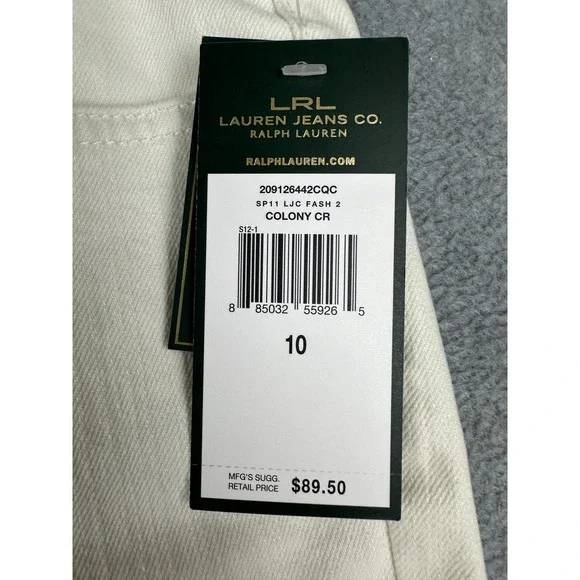 LRL
LAUREN JEANS CO.
RALPH LAUREN
RALPHLAUREN.COM
209126442CQC
SP11 LJC FASH 2
COLONY CR
S12-1
8 85032 55926 5
10
MFG'S SUGG.
RETAIL PRICE $89.50